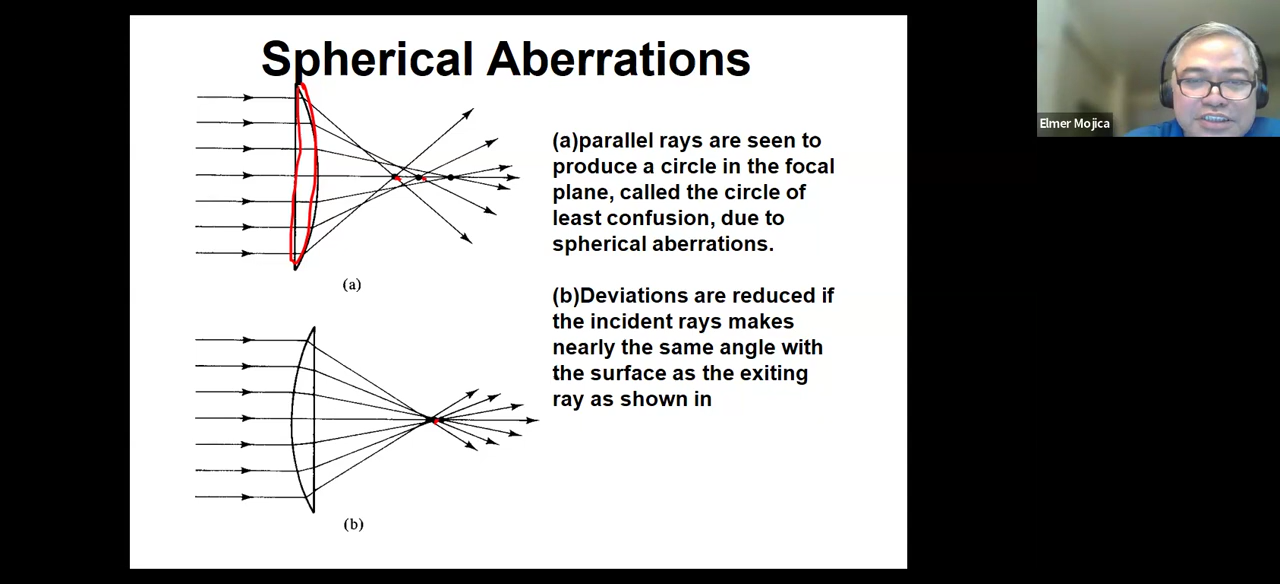 Spherical Aberrations
(a)parallel rays are seen to
produce a circle in the focal
plane, called the circle of
least confusion, due to
spherical aberrations.
(b)Deviations are reduced if
the incident rays makes
nearly the same angle with
the surface as the exiting
ray as shown in
(a)
(b)
Elmer Mojica